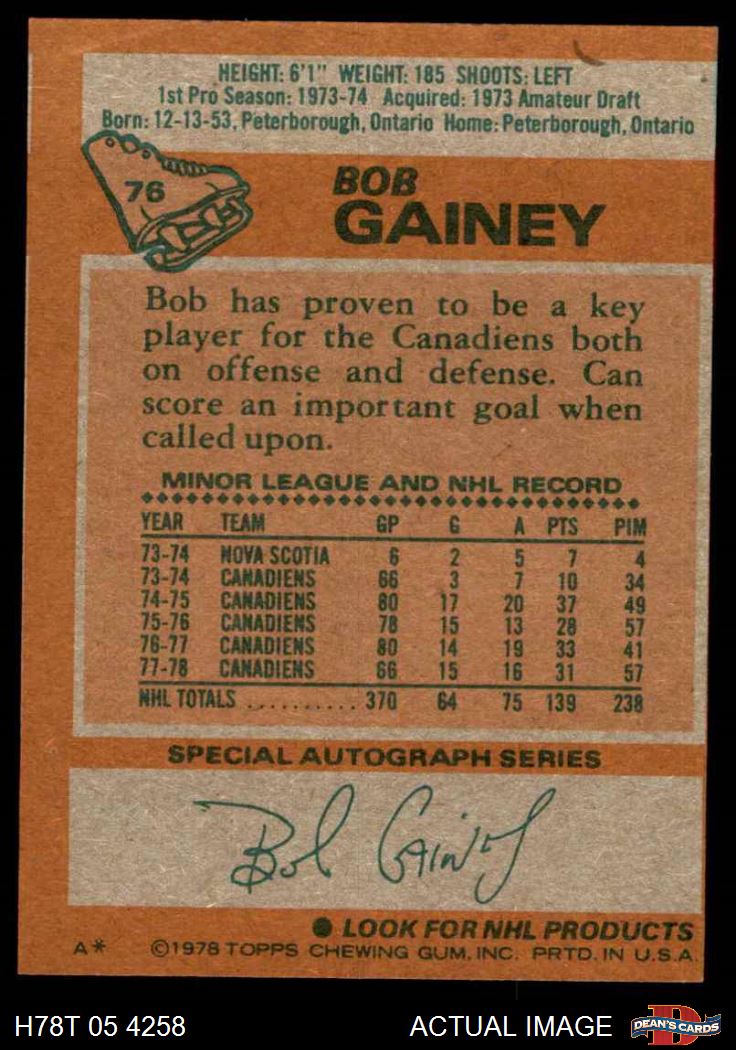 HEIGHT: 6'1" WEIGHT: 185 SHOOTS: LEFT
1st Pro Season: 1973-74 Acquired: 1973 Amateur Draft
Born: 12-13-53, Peterborough, Ontario Home: Peterborough, Ontario
76
BOB
GAINEY
Bob has proven to be a key
player for the Canadiens both
on offense and defense. Can
score an important goal when
called upon.
MINOR LEAGUE AND NHL RECORD
YEAR TEAM GP G A PTS PIM
73-74 NOVA SCOTIA 6 2 5 7 4
73-74 CANADIENS 66 3 7 10 34
74-75 CANADIENS 80 17 20 37 49
75-76 CANADIENS 78 15 13 28 57
76-77 CANADIENS 80 14 19 33 41
77-78 CANADIENS 66 15 16 31 57
NHL TOTALS .......... 370 64 75 139 238
SPECIAL AUTOGRAPH SERIES
Bob Gainey
● LOOK FOR NHL PRODUCTS
A* ©1978 TOPPS CHEWING GUM, INC. PRTD. IN U.S.A.
H78T 05 4258 ACTUAL IMAGE DEAN'S CARDS